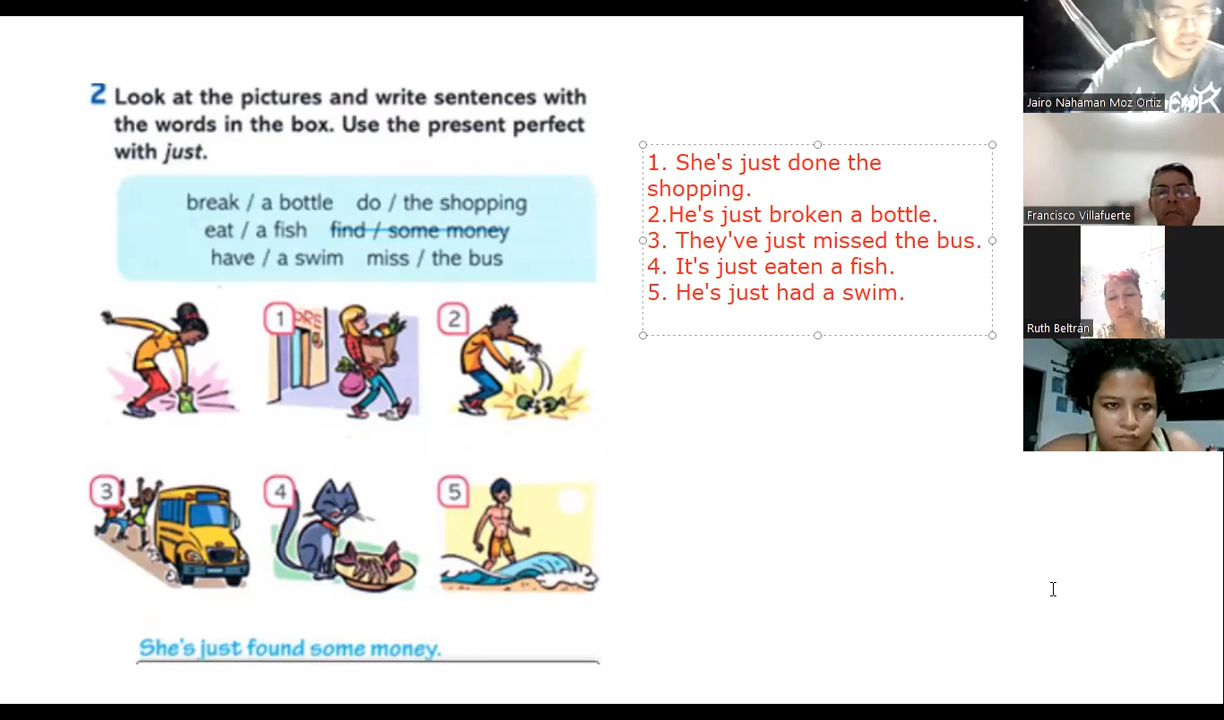 2 Look at the pictures and write sentences with
the words in the box. Use the present perfect
with just.
break / a bottle do / the shopping
eat / a fish find / some money
have / a swim miss / the bus
1
2
3
4
5
She's just found some money.
1. She's just done the
shopping.
2.He's just broken a bottle.
3. They've just missed the bus.
4. It's just eaten a fish.
5. He's just had a swim.
Jairo Nahaman Moz Ortiz
Francisco Villafuerte
Ruth Beltrán